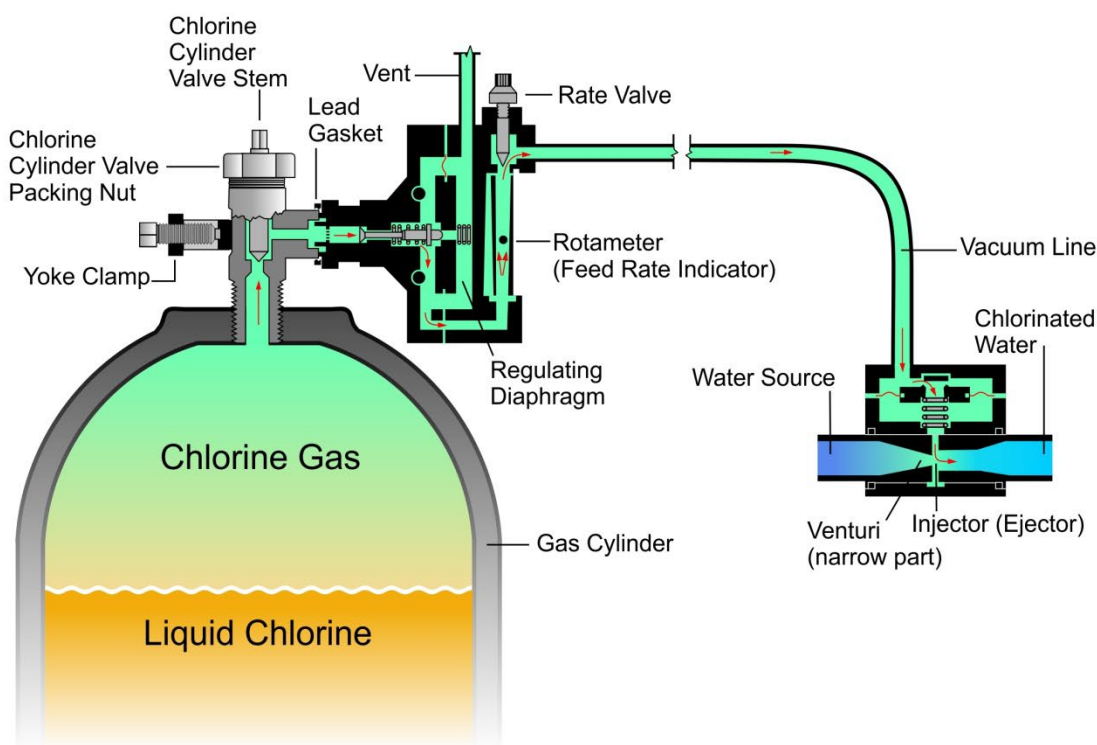 Chlorine
Cylinder
Valve Stem
Vent
Rate Valve
Lead
Gasket
Chlorine
Cylinder Valve
Packing Nut
Yoke Clamp
Rotameter
(Feed Rate Indicator)
Vacuum Line
Regulating
Diaphragm
Chlorinated
Water
Water Source
Chlorine Gas
Venturi
(narrow part)
Injector (Ejector)
Gas Cylinder
Liquid Chlorine